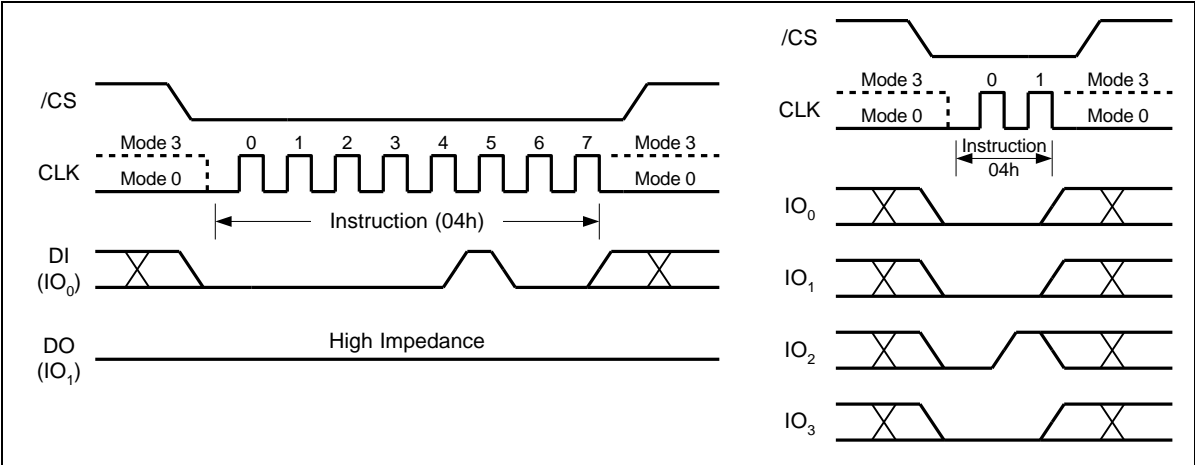 /CS
Mode 3 0 1 2 3 4 5 6 7 Mode 3
CLK
Mode 0 Mode 0
Instruction (04h)
DI
(IO0)
High Impedance
DO
(IO1)
/CS
Mode 3 0 1 Mode 3
CLK
Mode 0 Mode 0
Instruction
04h
IO0
IO1
IO2
IO3